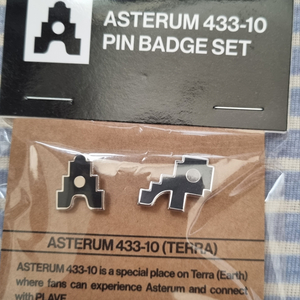 ASTERUM 433-10
PIN BADGE SET
ASTERUM 433-10 (TERRA)
ASTERUM 433-10 is a special place on Terra (Earth)
where fans can experience Asterum and connect
with PLAVE